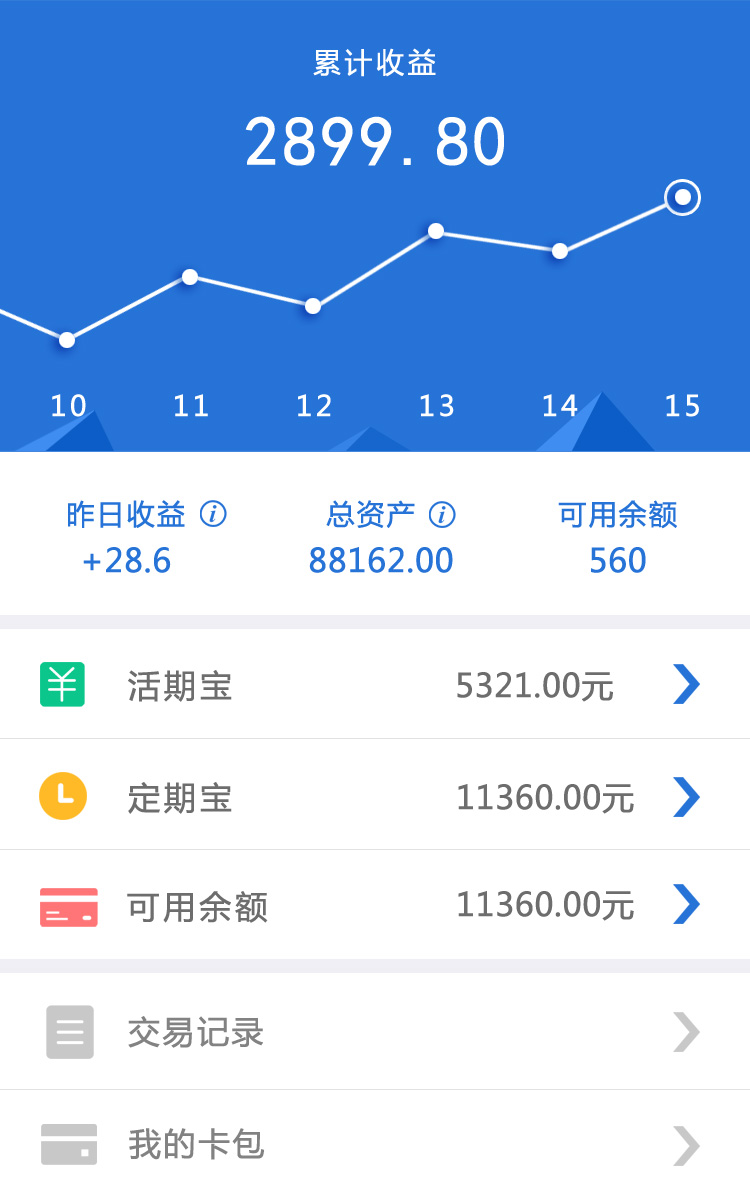 累计收益
2899.80
10 11 12 13 14 15
昨日收益 i 总资产 i 可用余额
+28.6 88162.00 560
活期宝 5321.00元
定期宝 11360.00元
可用余额 11360.00元
交易记录
我的卡包